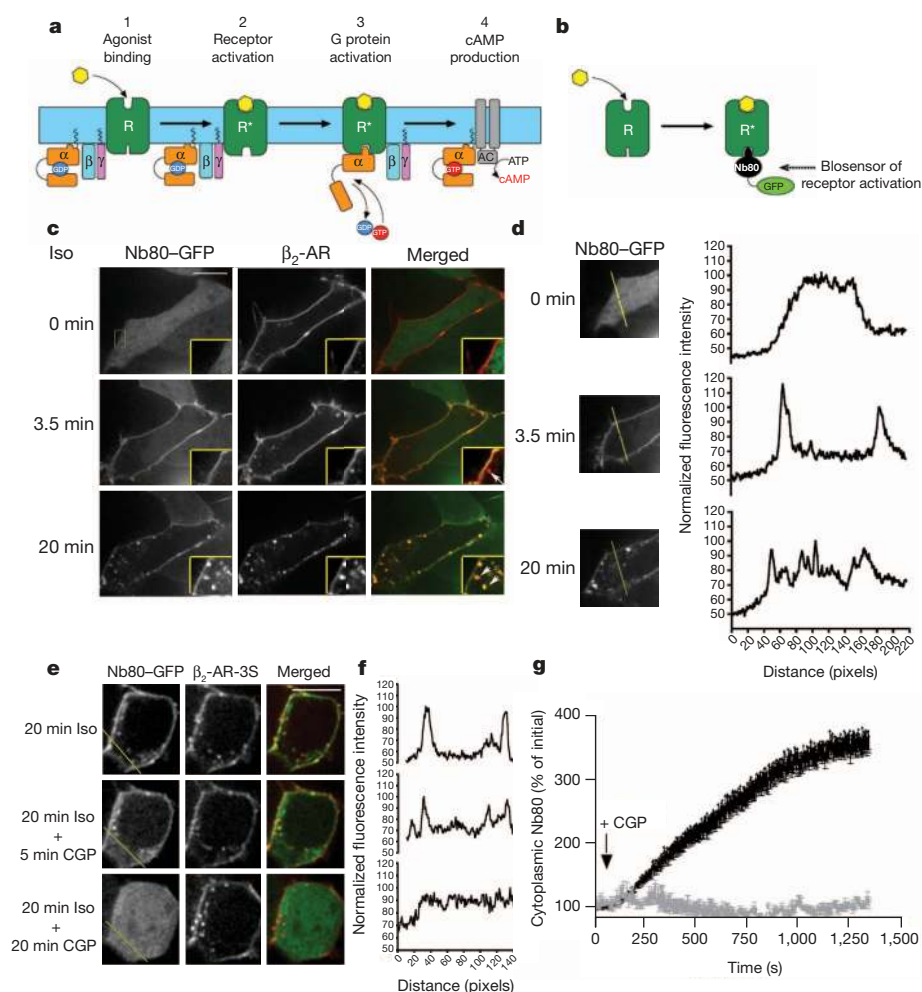 a
1
Agonist
binding
2
Receptor
activation
3
G protein
activation
4
cAMP
production
R
R*
R*
α
GDP
β
γ
α
GDP
β
γ
α
GDP
GTP
β
γ
α
GTP
AC
ATP
cAMP
b
R
R*
Nb80
GFP
Biosensor of
receptor activation
c
Iso
Nb80–GFP
β₂-AR
Merged
0 min
3.5 min
20 min
d
Nb80–GFP
0 min
3.5 min
20 min
Normalized fluorescence intensity
120
110
100
90
80
70
60
50
120
110
100
90
80
70
60
50
120
110
100
90
80
70
60
50
0 20 40 60 80 100 120 140 160 180 200 220
Distance (pixels)
e
Nb80–GFP
β₂-AR-3S
Merged
20 min Iso
20 min Iso
+
5 min CGP
20 min Iso
+
20 min CGP
f
Normalized fluorescence intensity
120
110
100
90
80
70
60
50
120
110
100
90
80
70
60
50
120
110
100
90
80
70
60
50
0 20 40 60 80 100 120 140
Distance (pixels)
g
Cytoplasmic Nb80 (% of initial)
400
300
200
100
+ CGP
0 250 500 750 1,000 1,250
Time (s)